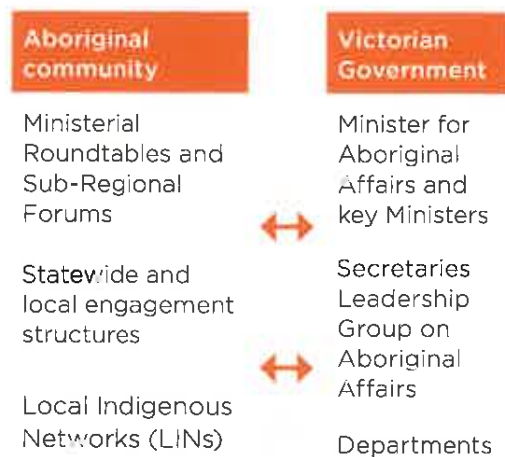 Aboriginal
community
Ministerial
Roundtables and
Sub-Regional
Forums
Statewide and
local engagement
structures
Local Indigenous
Networks (LINs)
Victorian
Government
Minister for
Aboriginal
Affairs and
key Ministers
Secretaries
Leadership
Group on
Aboriginal
Affairs
Departments